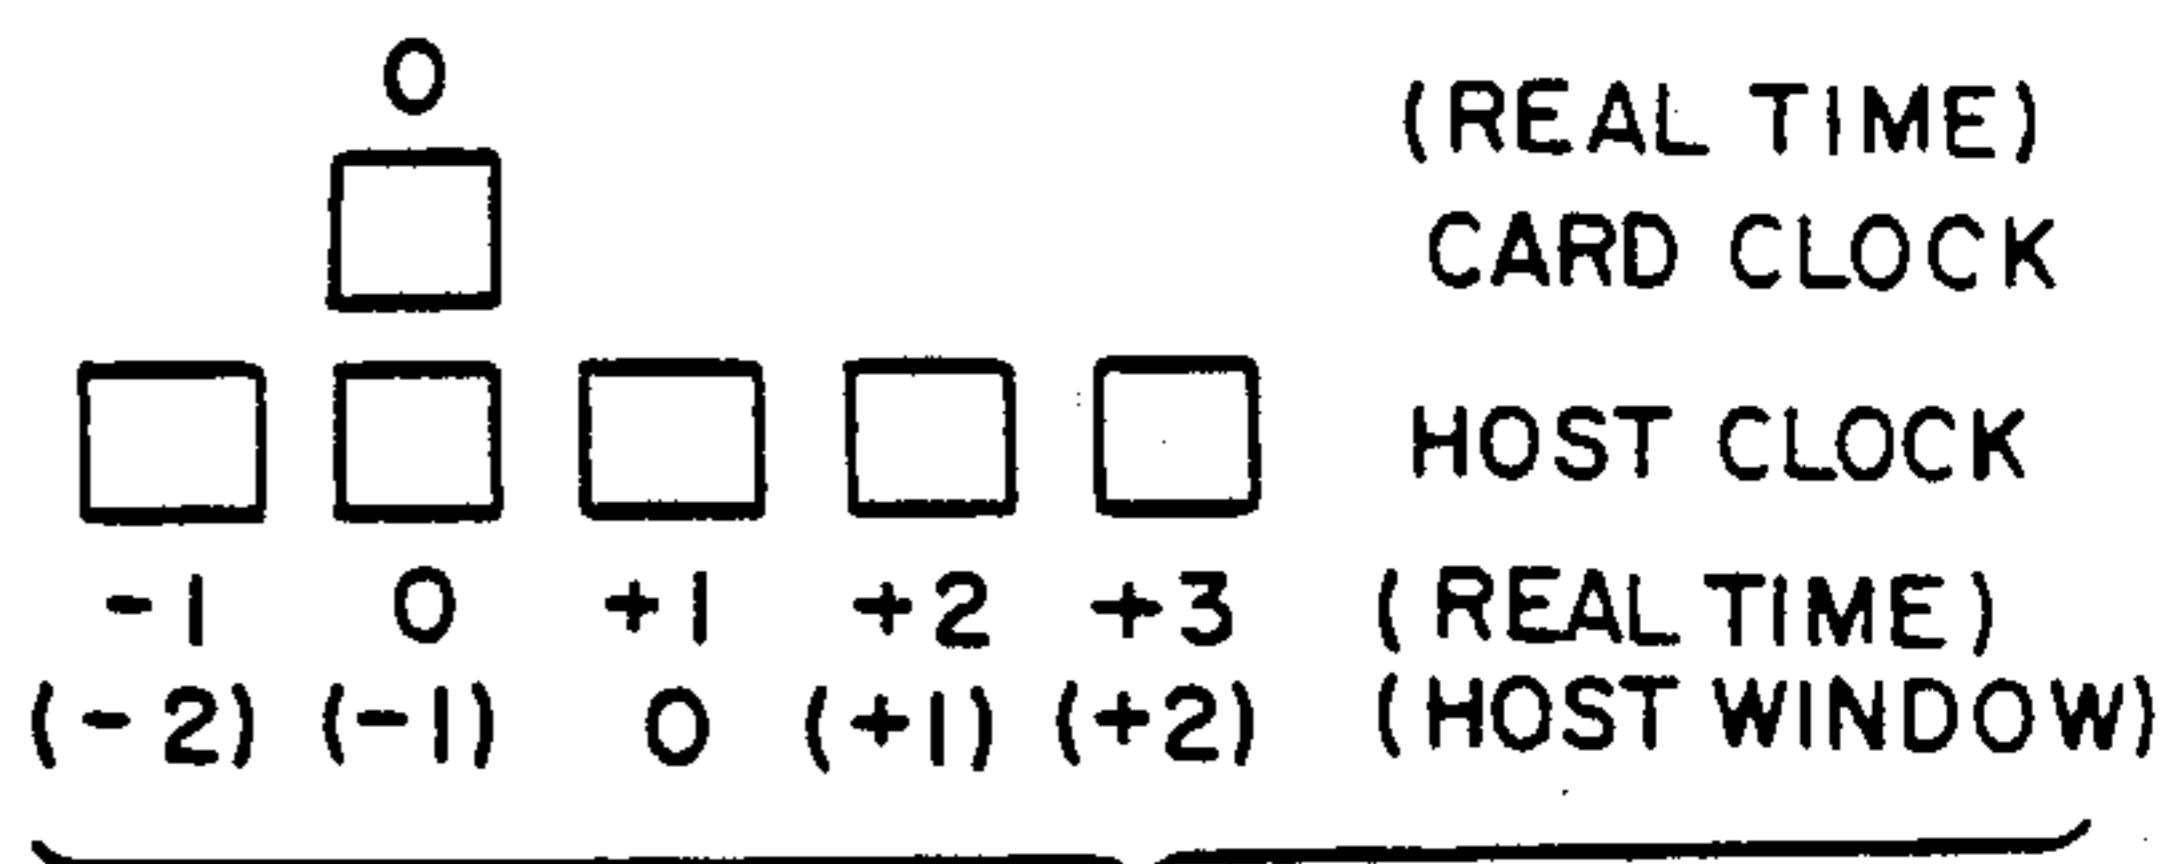 0 (REAL TIME)
CARD CLOCK
HOST CLOCK
-1 0 +1 +2 +3 (REAL TIME)
(-2) (-1) 0 (+1) (+2) (HOST WINDOW)